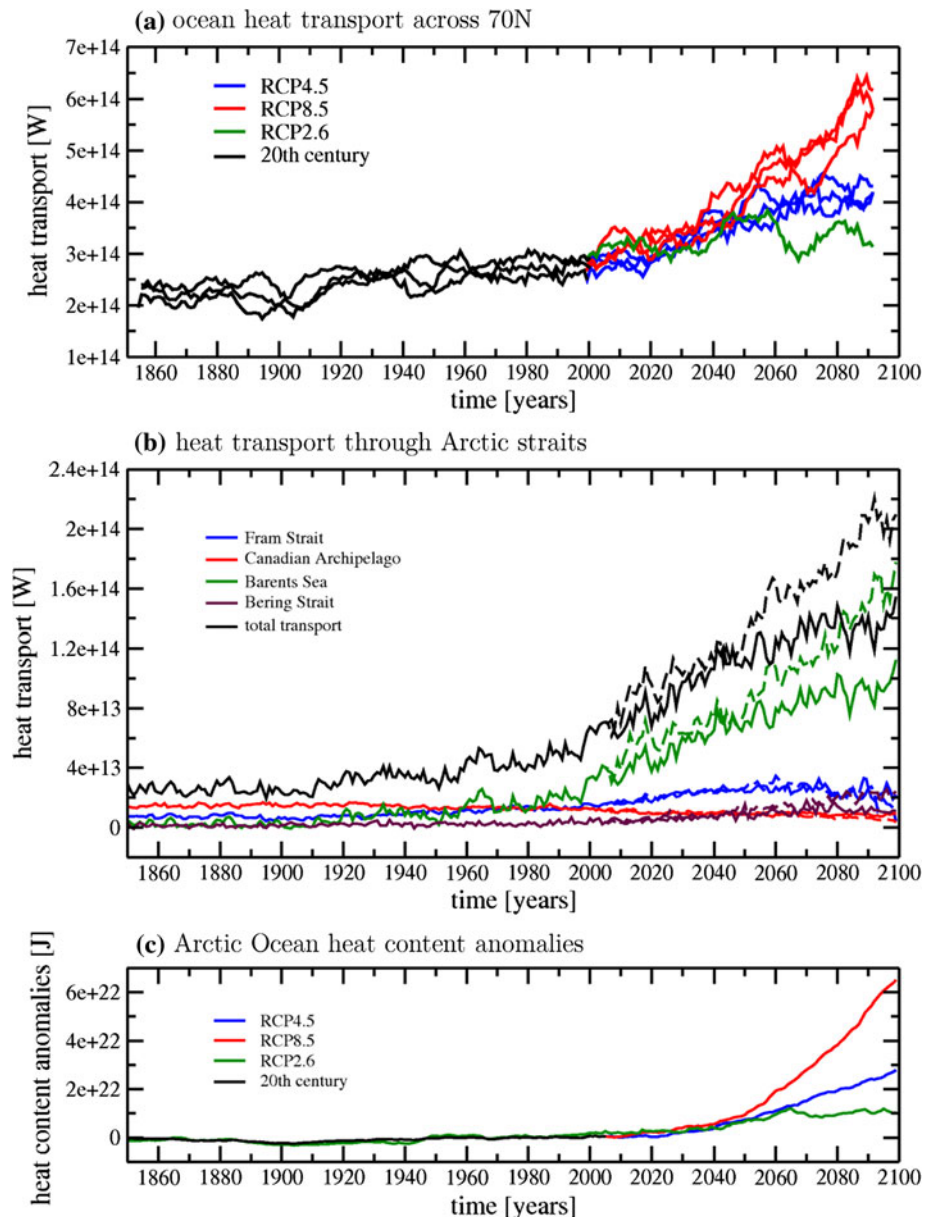 (a) ocean heat transport across 70N
7e+14
6e+14
5e+14
4e+14
3e+14
2e+14
1e+14
heat transport [W]
RCP4.5
RCP8.5
RCP2.6
20th century
1860 1880 1900 1920 1940 1960 1980 2000 2020 2040 2060 2080 2100
time [years]
(b) heat transport through Arctic straits
2.4e+14
2e+14
1.6e+14
1.2e+14
8e+13
4e+13
0
heat transport [W]
Fram Strait
Canadian Archipelago
Barents Sea
Bering Strait
total transport
1860 1880 1900 1920 1940 1960 1980 2000 2020 2040 2060 2080 2100
time [years]
(c) Arctic Ocean heat content anomalies
6e+22
4e+22
2e+22
0
heat content anomalies [J]
RCP4.5
RCP8.5
RCP2.6
20th century
1860 1880 1900 1920 1940 1960 1980 2000 2020 2040 2060 2080 2100
time [years]